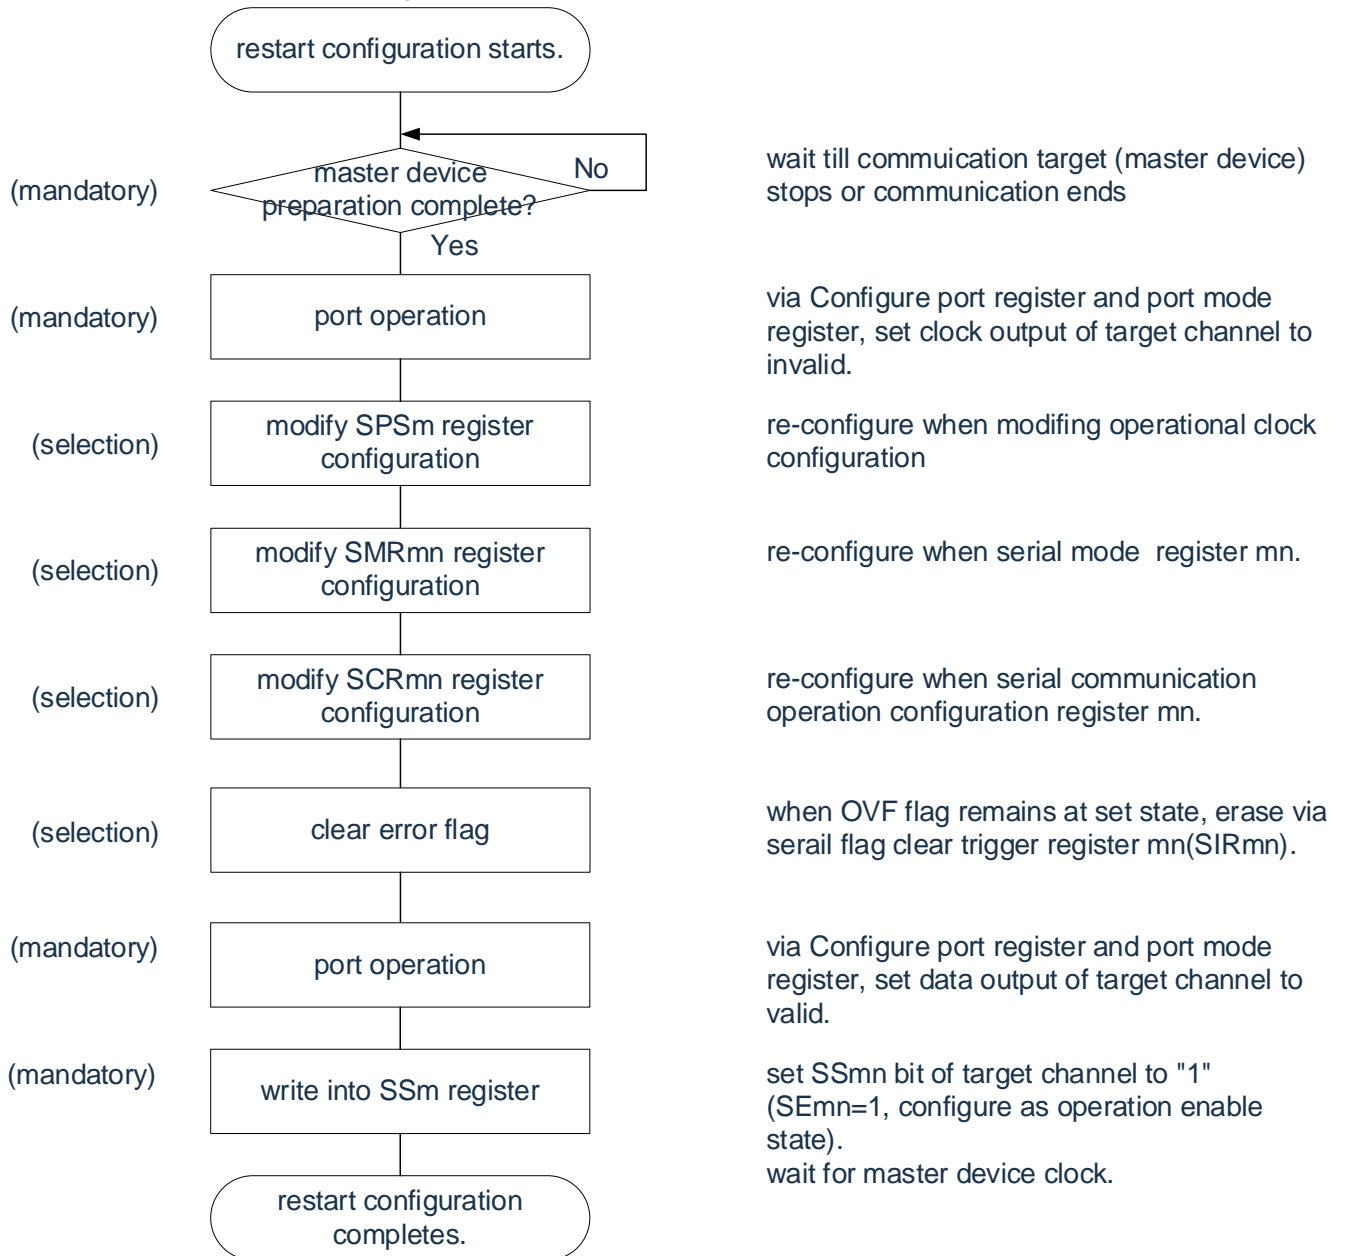 restart configuration starts.
(mandatory)
master device
preparation complete?
No
Yes
wait till commuication target (master device)
stops or communication ends
(mandatory)
port operation
via Configure port register and port mode
register, set clock output of target channel to
invalid.
(selection)
modify SPSm register
configuration
re-configure when modifing operational clock
configuration
(selection)
modify SMRmn register
configuration
re-configure when serial mode  register mn.
(selection)
modify SCRmn register
configuration
re-configure when serial communication
operation configuration register mn.
(selection)
clear error flag
when OVF flag remains at set state, erase via
serail flag clear trigger register mn(SIRmn).
(mandatory)
port operation
via Configure port register and port mode
register, set data output of target channel to
valid.
(mandatory)
write into SSm register
set SSmn bit of target channel to "1"
(SEmn=1, configure as operation enable
state).
wait for master device clock.
restart configuration
completes.